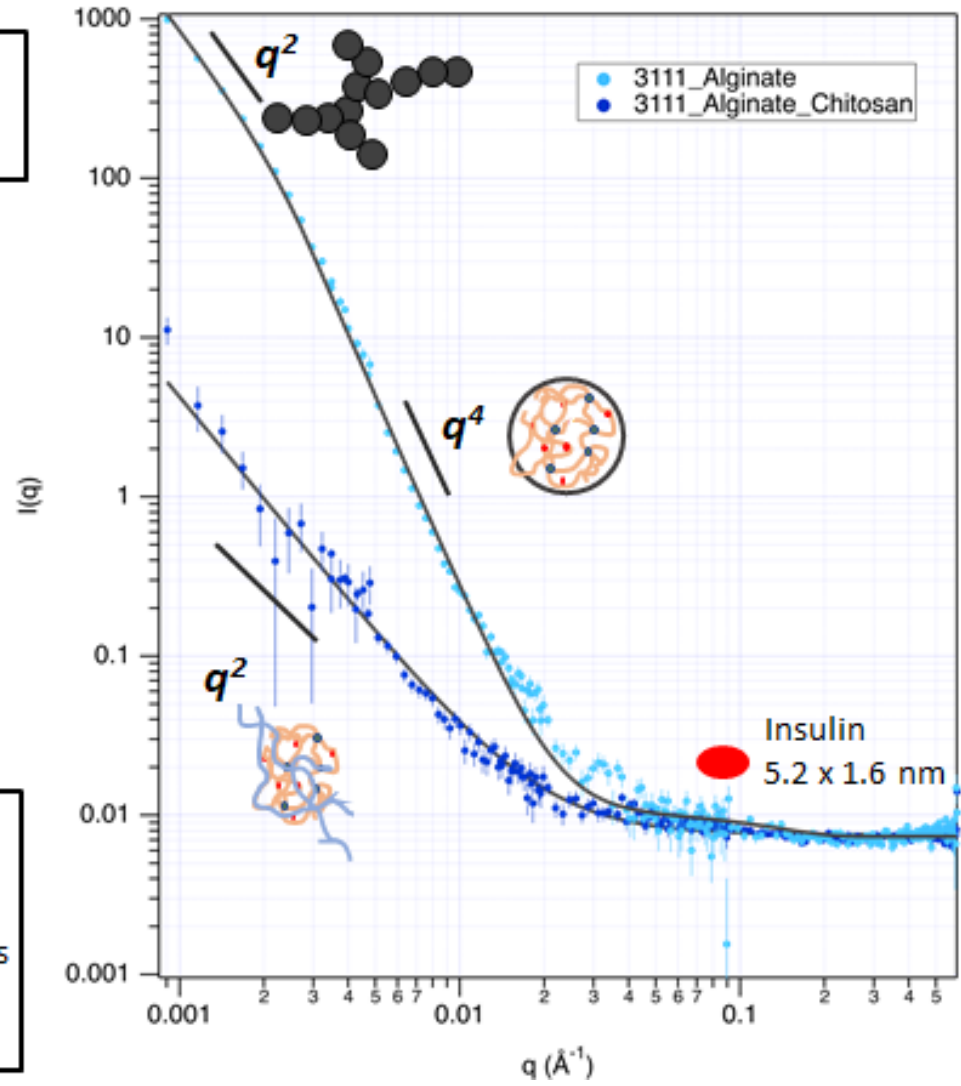 1000
100
10
1
0.1
0.01
0.001
I(q)
q²
3111_Alginate
3111_Alginate_Chitosan
q⁴
q²
Insulin
5.2 x 1.6 nm
s
2 3 4 5 6 7 2 3 4 5 6 7 2 3 4 5
0.001 0.01 0.1
q (Å⁻¹)